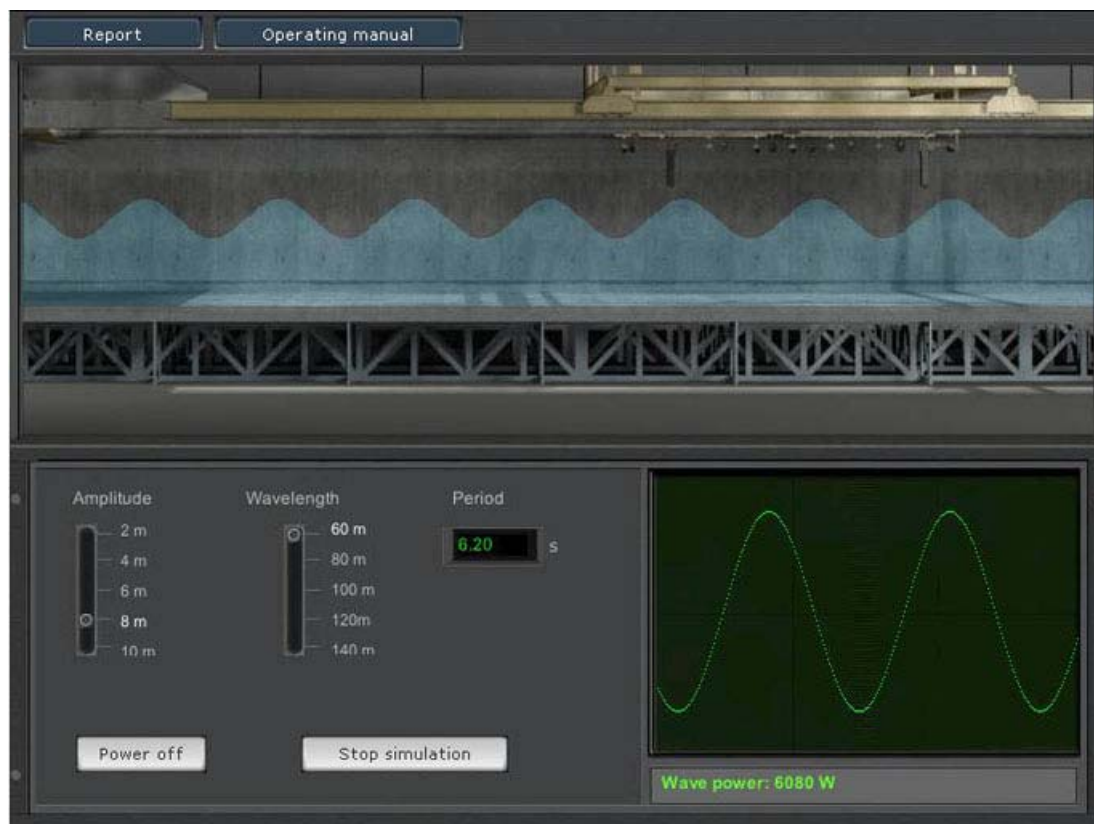 Report Operating manual
Amplitude Wavelength Period
2 m 60 m
6.20 s
4 m 80 m
6 m 100 m
8 m 120m
10 m 140 m
Power off Stop simulation
Wave power: 6080 W